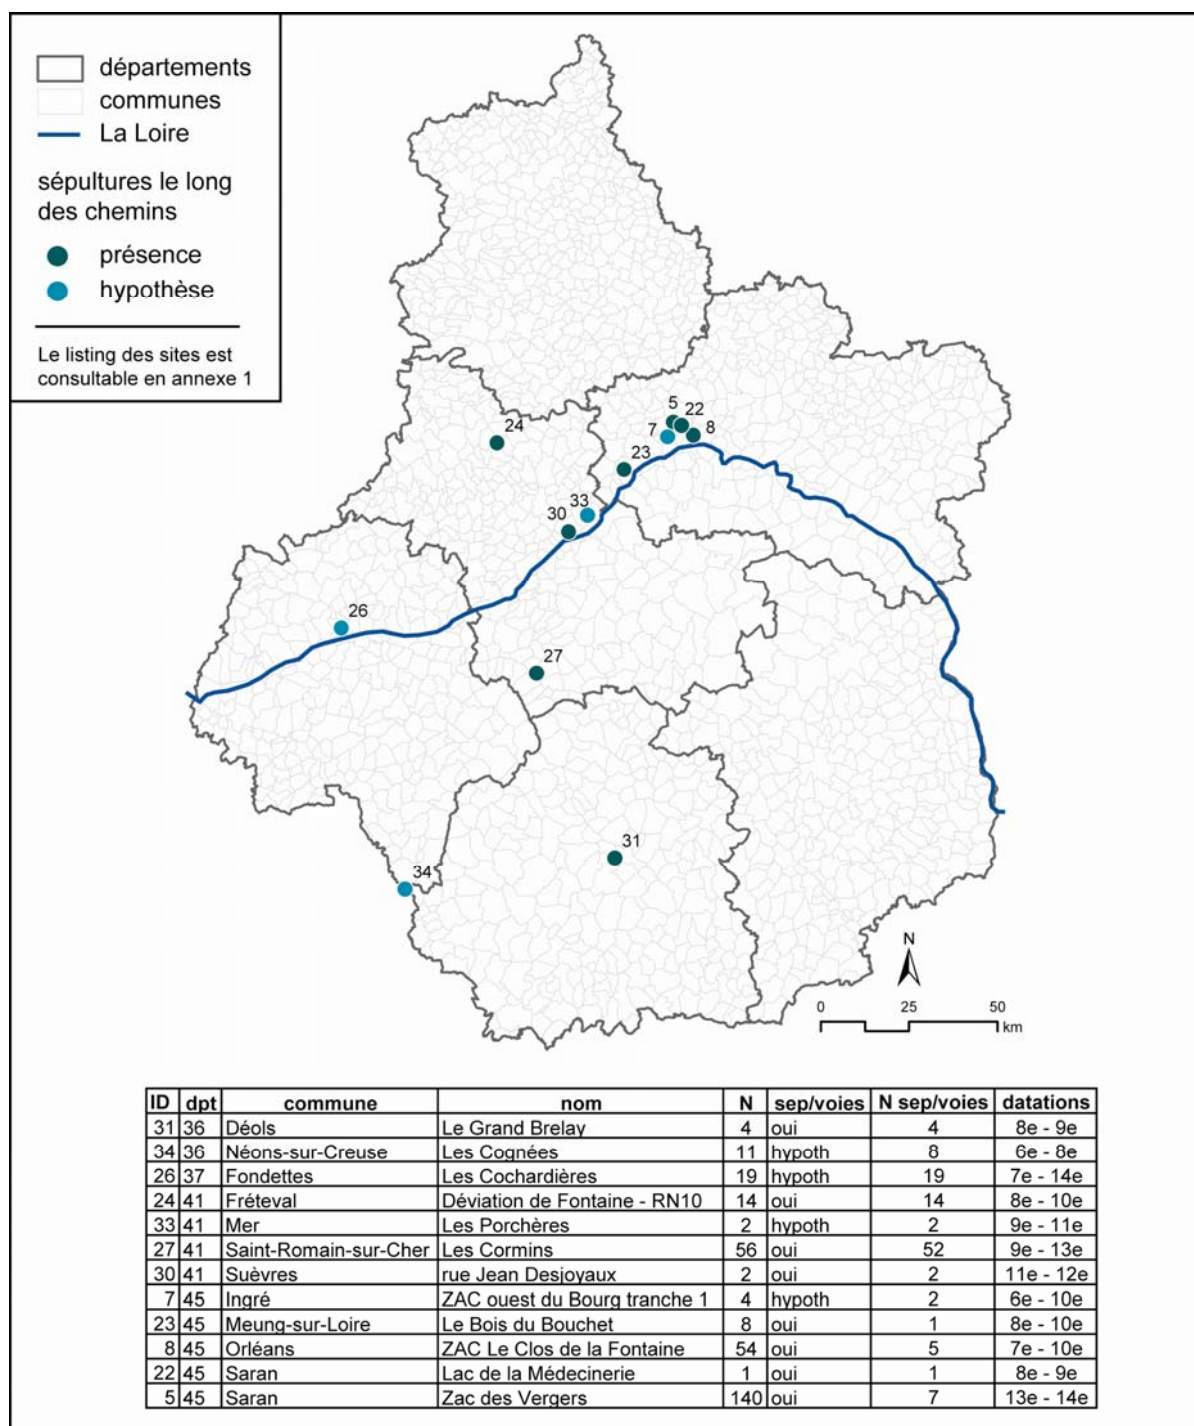 départements
communes
La Loire
sépultures le long
des chemins
présence
hypothèse
Le listing des sites est
consultable en annexe 1
5
22
7
8
24
23
33
30
26
27
31
34
N
0 25 50
km
ID dpt commune nom N sep/voies N sep/voies datations
31 36 Déols Le Grand Brelay 4 oui 4 8e - 9e
34 36 Néons-sur-Creuse Les Cognées 11 hypoth 8 6e - 8e
26 37 Fondettes Les Cochardières 19 hypoth 19 7e - 14e
24 41 Fréteval Déviation de Fontaine - RN10 14 oui 14 8e - 10e
33 41 Mer Les Porchères 2 hypoth 2 9e - 11e
27 41 Saint-Romain-sur-Cher Les Cormins 56 oui 52 9e - 13e
30 41 Suèvres rue Jean Desjoyaux 2 oui 2 11e - 12e
7 45 Ingré ZAC ouest du Bourg tranche 1 4 hypoth 2 6e - 10e
23 45 Meung-sur-Loire Le Bois du Bouchet 8 oui 1 8e - 10e
8 45 Orléans ZAC Le Clos de la Fontaine 54 oui 5 7e - 10e
22 45 Saran Lac de la Médecinerie 1 oui 1 8e - 9e
5 45 Saran Zac des Vergers 140 oui 7 13e - 14e